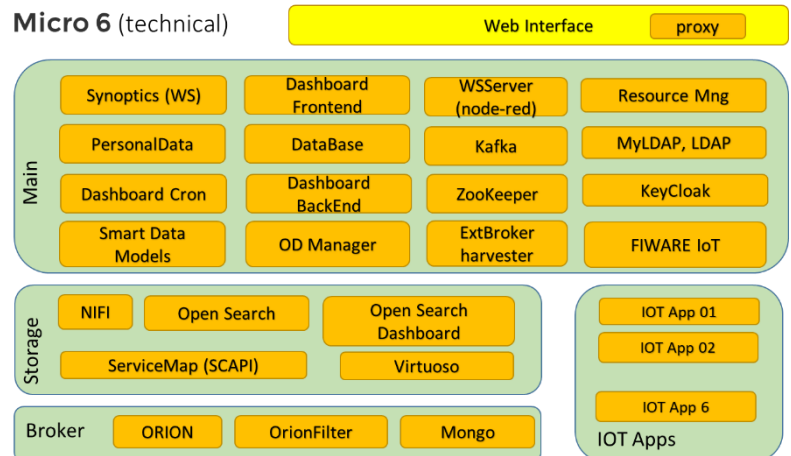 Micro 6 (technical)
Web Interface
proxy
Main
Synoptics (WS)
Dashboard
Frontend
WSServer
(node-red)
Resource Mng
PersonalData
DataBase
Kafka
MyLDAP, LDAP
Dashboard Cron
Dashboard
BackEnd
ZooKeeper
KeyCloak
Smart Data
Models
OD Manager
ExtBroker
harvester
FIWARE IoT
Storage
NIFI
Open Search
Open Search
Dashboard
ServiceMap (SCAPI)
Virtuoso
Broker
ORION
OrionFilter
Mongo
IOT App 01
IOT App 02
IOT App 6
IOT Apps